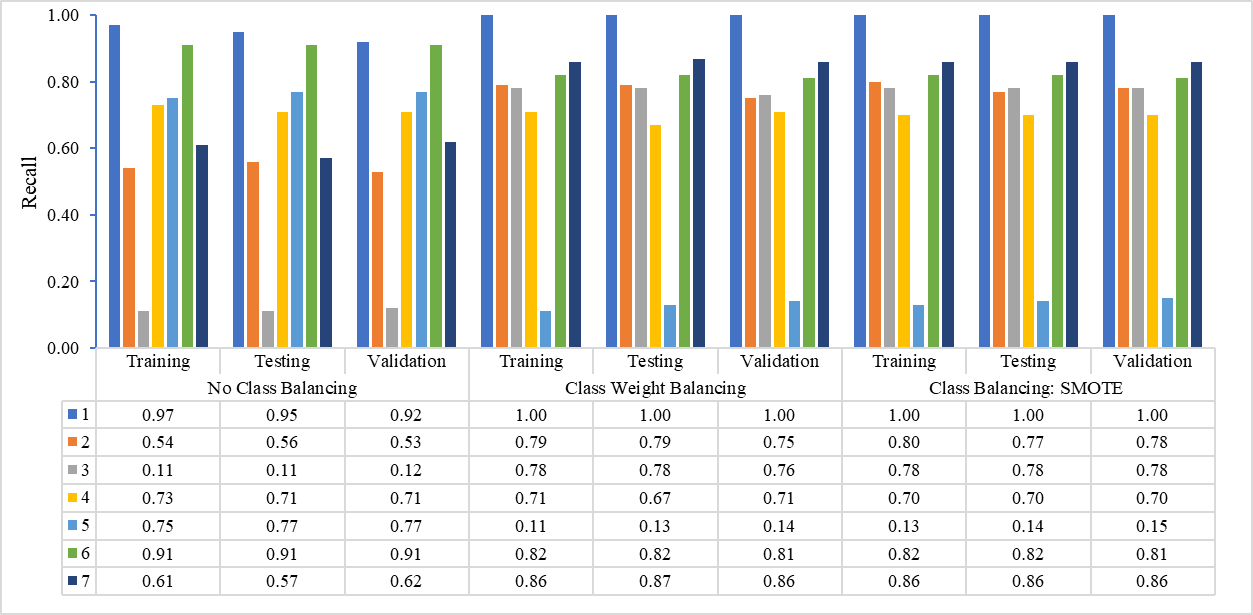 1.00
0.80
0.60
0.40
0.20
0.00
Recall
Training Testing Validation Training Testing Validation Training Testing Validation
No Class Balancing Class Weight Balancing Class Balancing: SMOTE
1 0.97 0.95 0.92 1.00 1.00 1.00 1.00 1.00 1.00
2 0.54 0.56 0.53 0.79 0.79 0.75 0.80 0.77 0.78
3 0.11 0.11 0.12 0.78 0.78 0.76 0.78 0.78 0.78
4 0.73 0.71 0.71 0.71 0.67 0.71 0.70 0.70 0.70
5 0.75 0.77 0.77 0.11 0.13 0.14 0.13 0.14 0.15
6 0.91 0.91 0.91 0.82 0.82 0.81 0.82 0.82 0.81
7 0.61 0.57 0.62 0.86 0.87 0.86 0.86 0.86 0.86